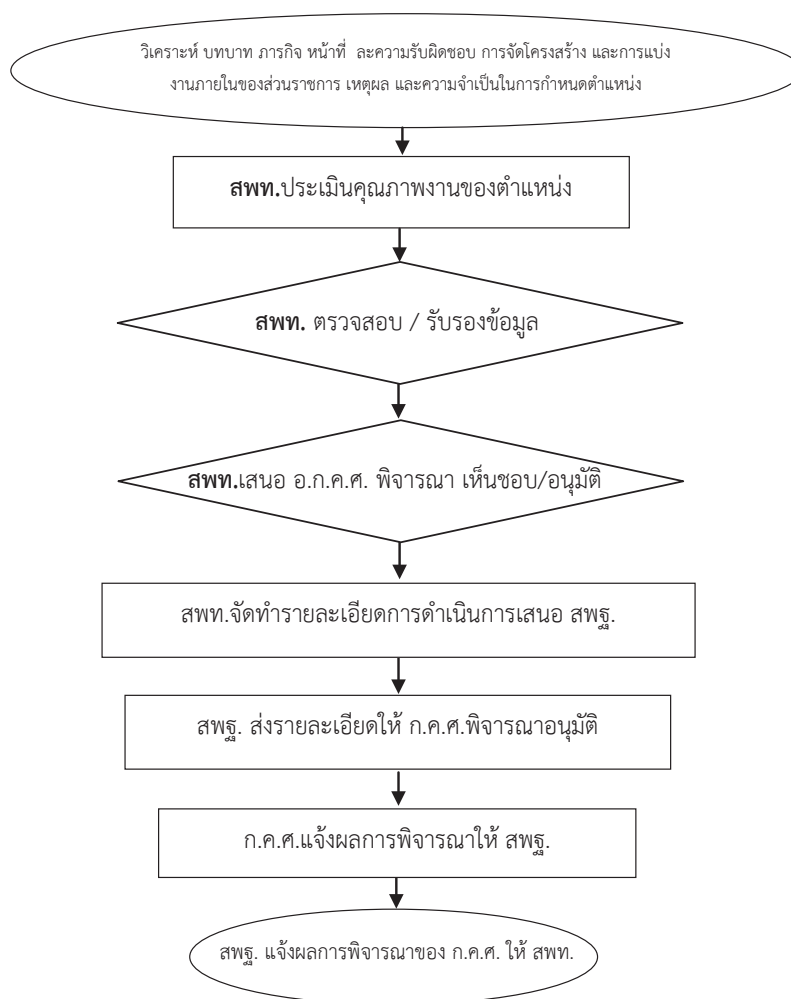 วิเคราะห์ บทบาท ภารกิจ หน้าที่  ละความรับผิดชอบ การจัดโครงสร้าง และการแบ่ง
งานภายในของส่วนราชการ เหตุผล และความจำเป็นในการกำหนดตำแหน่ง
สพท.ประเมินคุณภาพงานของตำแหน่ง
สพท. ตรวจสอบ / รับรองข้อมูล
สพท.เสนอ อ.ก.ค.ศ. พิจารณา เห็นชอบ/อนุมัติ
สพท.จัดทำรายละเอียดการดำเนินการเสนอ สพฐ.
สพฐ. ส่งรายละเอียดให้ ก.ค.ศ.พิจารณาอนุมัติ
ก.ค.ศ.แจ้งผลการพิจารณาให้ สพฐ.
สพฐ. แจ้งผลการพิจารณาของ ก.ค.ศ. ให้ สพท.